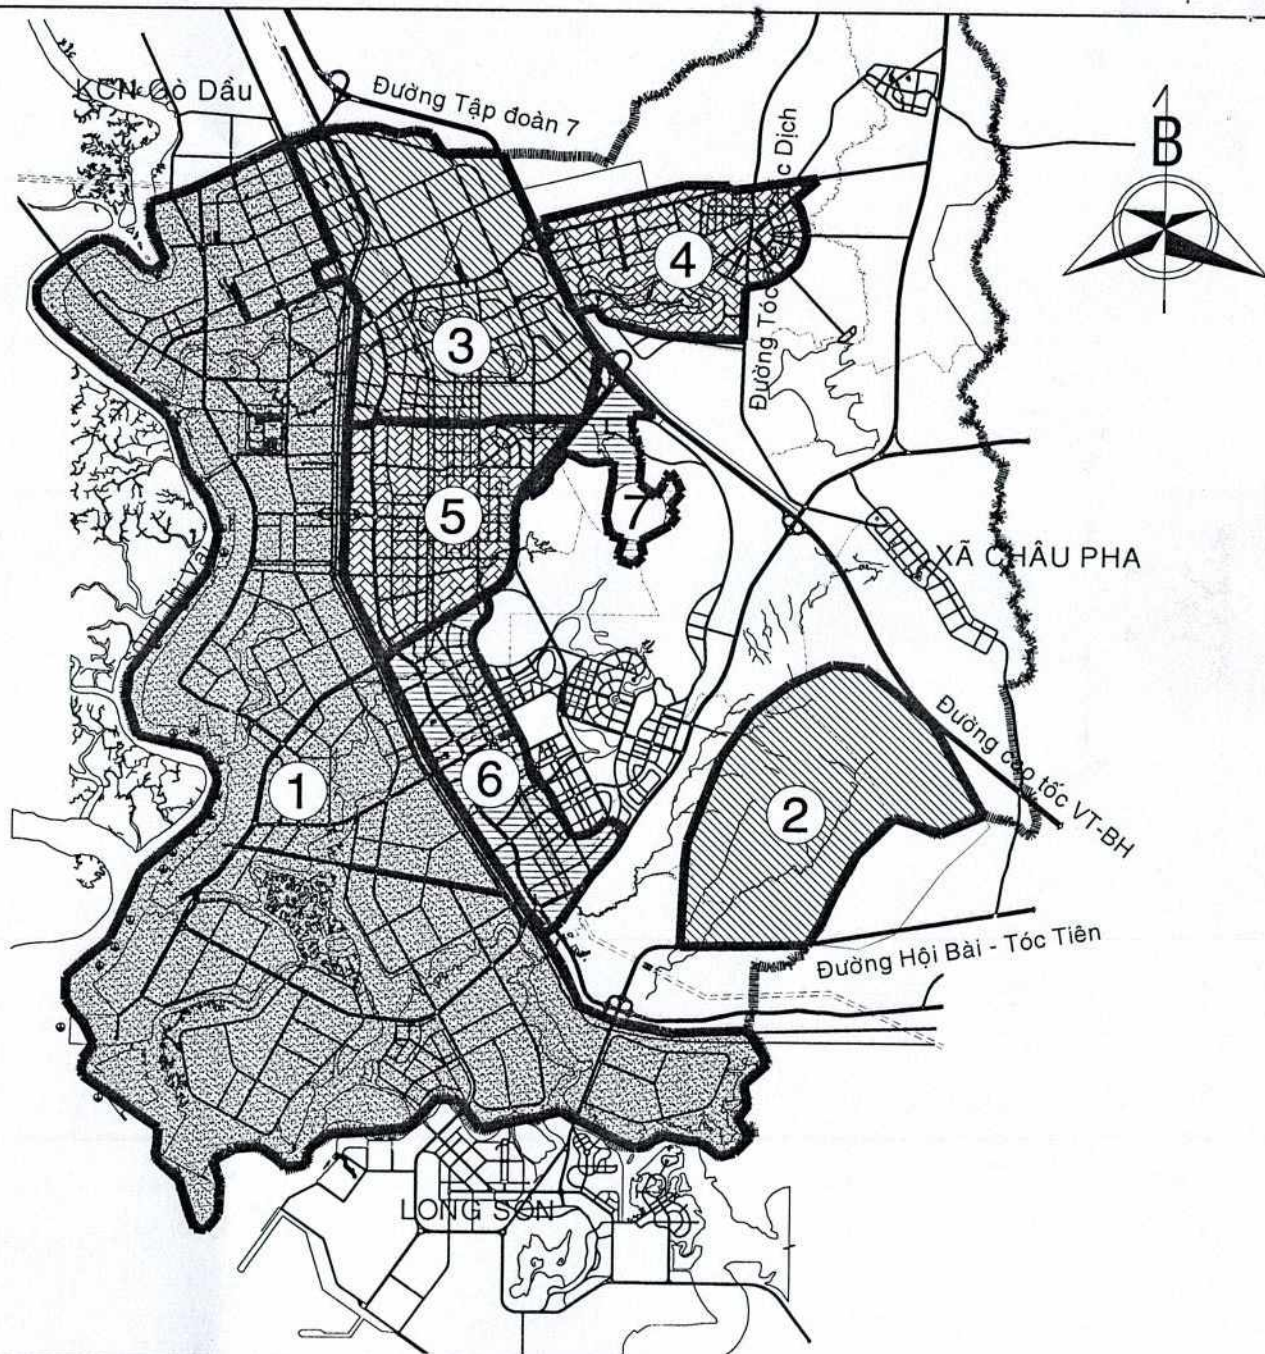 KCN Gò Dầu
Đường Tập đoàn 7
B
Đường Tóc
c Dịch
4
3
5
7
XÃ CHÂU PHA
Đường cao tốc VT-BH
6
1
2
Đường Hội Bài - Tóc Tiên
LONG SƠN